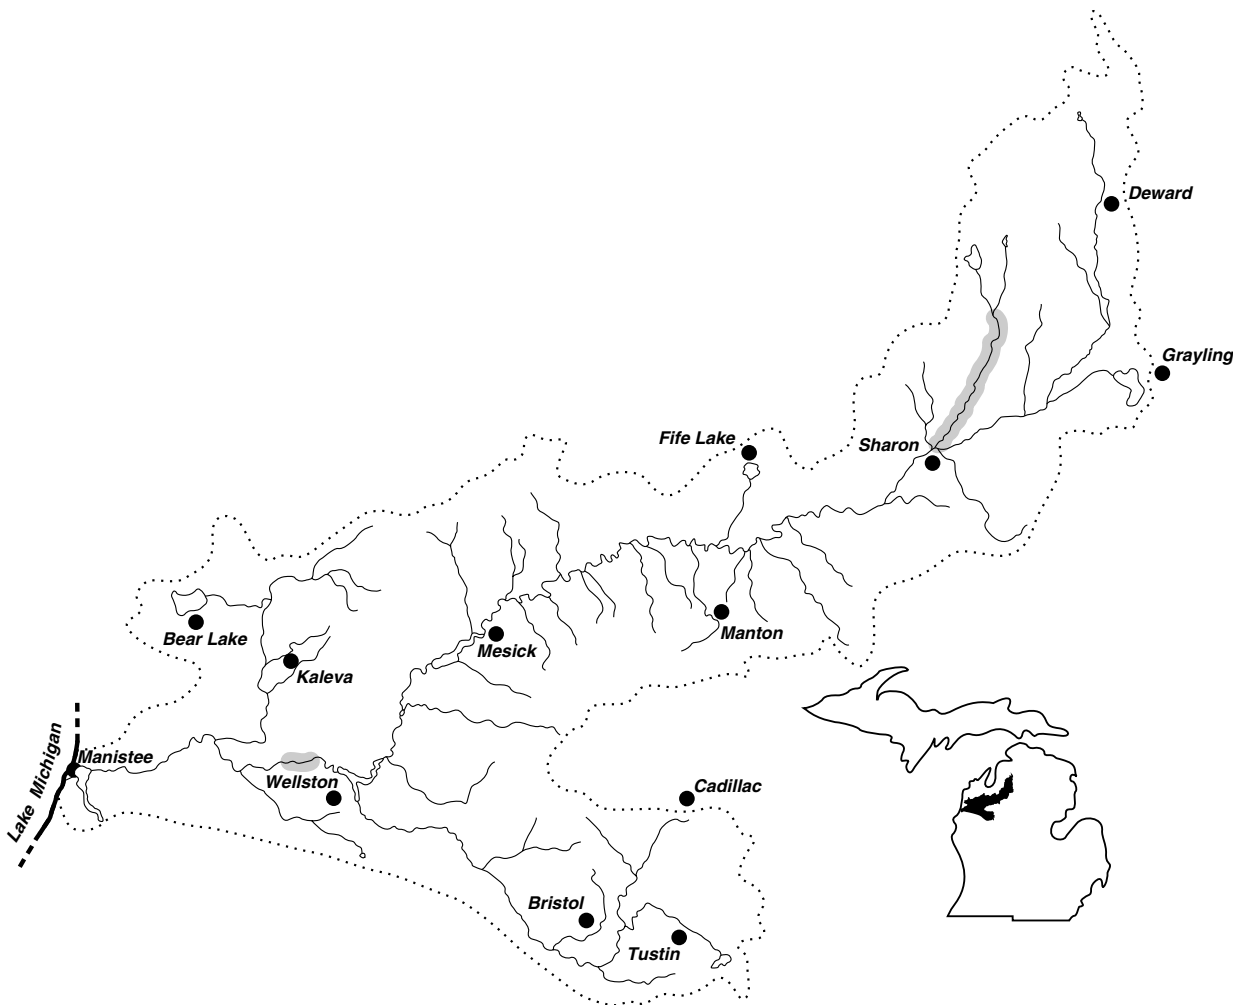 Deward
Grayling
Fife Lake
Sharon
Bear Lake
Kaleva
Mesick
Manton
Lake Michigan
Manistee
Wellston
Cadillac
Bristol
Tustin